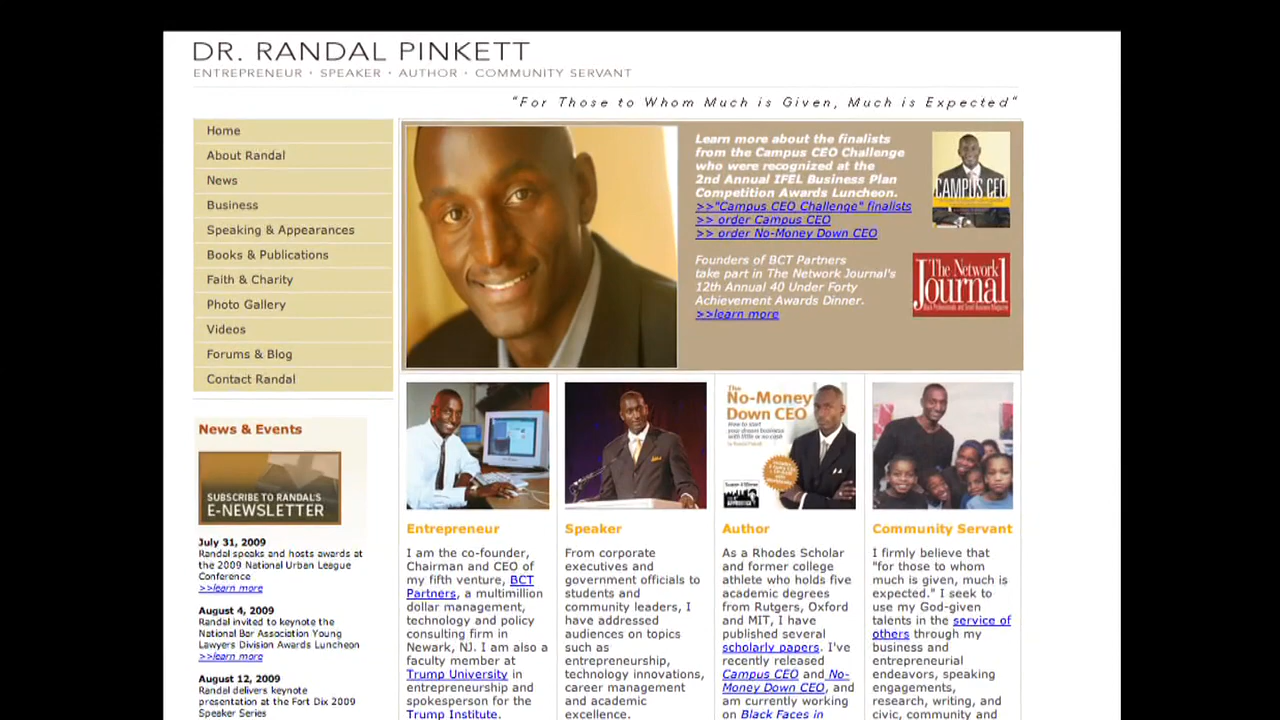 DR. RANDAL PINKETT
ENTREPRENEUR · SPEAKER · AUTHOR · COMMUNITY SERVANT
"For Those to Whom Much is Given, Much is Expected"
Home
About Randal
News
Business
Speaking & Appearances
Books & Publications
Faith & Charity
Photo Gallery
Videos
Forums & Blog
Contact Randal
Learn more about the finalists
from the Campus CEO Challenge
who were recognized at the
2nd Annual IFEL Business Plan
Competition Awards Luncheon.
>>"Campus CEO Challenge" finalists
>> order Campus CEO
>> order No-Money Down CEO
CAMPUS CEO
Founders of BCT Partners
take part in The Network Journal's
12th Annual 40 Under Forty
Achievement Awards Dinner.
>>learn more
The Network
Journal
News & Events
SUBSCRIBE TO RANDAL'S
E-NEWSLETTER
July 31, 2009
Randal speaks and hosts awards at
the 2009 National Urban League
Conference
>>learn more
August 4, 2009
Randal invited to keynote the
National Bar Association Young
Lawyers Division Awards Luncheon
>>learn more
August 12, 2009
Randal delivers keynote
presentation at the Fort Dix 2009
Speaker Series
Entrepreneur
I am the co-founder,
Chairman and CEO of
my fifth venture, BCT
Partners, a multimillion
dollar management,
technology and policy
consulting firm in
Newark, NJ. I am also a
faculty member at
Trump University in
entrepreneurship and
spokesperson for the
Trump Institute.
Speaker
From corporate
executives and
government officials to
students and
community leaders, I
have addressed
audiences on topics
such as
entrepreneurship,
technology innovations,
career management
and academic
excellence.
The
No-Money
Down CEO
How to start
your dream business
with little or no cash
Author
As a Rhodes Scholar
and former college
athlete who holds five
academic degrees
from Rutgers, Oxford
and MIT, I have
published several
scholarly papers. I've
recently released
Campus CEO and No-
Money Down CEO, and
am currently working
on Black Faces in
Community Servant
I firmly believe that
"for those to whom
much is given, much is
expected." I seek to
use my God-given
talents in the service of
others through my
business and
entrepreneurial
endeavors, speaking
engagements,
research, writing, and
civic, community and